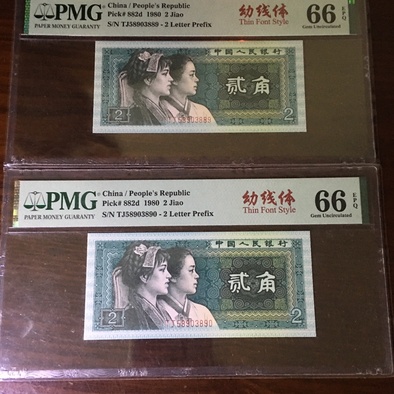 PMG
PAPER MONEY GUARANTY
China / People's Republic
Pick# 882d 1980 2 Jiao
S/N TJ58903889 - 2 Letter Prefix
幼线体
Thin Font Style
66 EPQ
Gem Uncirculated
中国人民银行
贰角
TJ58903889
2
2
PMG
PAPER MONEY GUARANTY
China / People's Republic
Pick# 882d 1980 2 Jiao
S/N TJ58903890 - 2 Letter Prefix
幼线体
Thin Font Style
66 EPQ
Gem Uncirculated
中国人民银行
贰角
TJ58903890
2
2